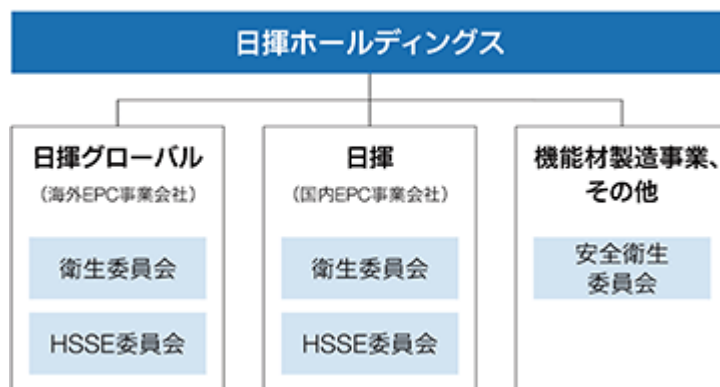 日揮ホールディングス
日揮グローバル
（海外EPC事業会社）
衛生委員会
HSSE委員会
日揮
（国内EPC事業会社）
衛生委員会
HSSE委員会
機能材製造事業、
その他
安全衛生
委員会